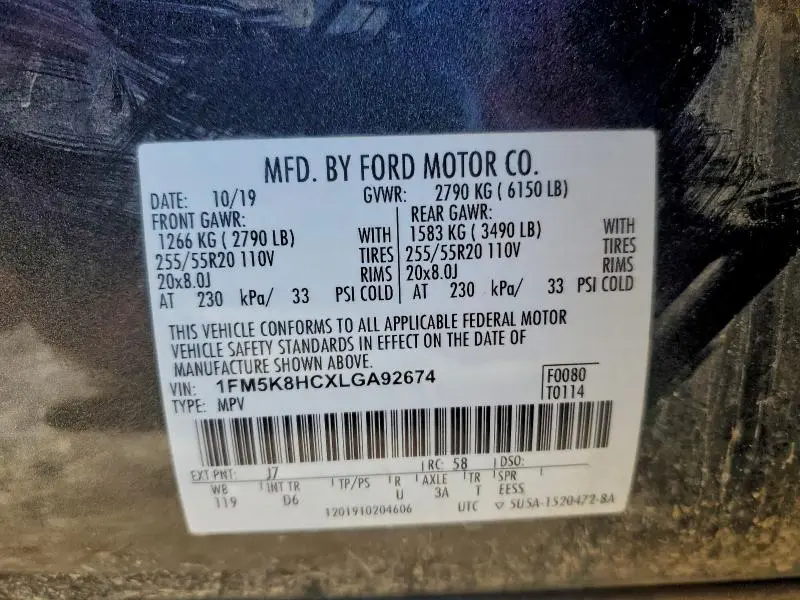 MFD. BY FORD MOTOR CO.
DATE: 10/19 GVWR: 2790 KG ( 6150 LB)
FRONT GAWR: REAR GAWR:
1266 KG ( 2790 LB) WITH 1583 KG ( 3490 LB) WITH
255/55R20 110V TIRES 255/55R20 110V TIRES
20x8.0J RIMS 20x8.0J RIMS
AT 230 kPa/ 33 PSI COLD AT 230 kPa/ 33 PSI COLD
THIS VEHICLE CONFORMS TO ALL APPLICABLE FEDERAL MOTOR
VEHICLE SAFETY STANDARDS IN EFFECT ON THE DATE OF
MANUFACTURE SHOWN ABOVE.
VIN: 1FM5K8HCXLGA92674 F0080
TYPE: MPV T0114
EXT PNT: J7 RC: 58 DSO:
WB INT TR TP/PS R AXLE TR SPR
119 D6 U 3A T EESS
1201910204606 UTC ▽ 5USA-1520472-BA